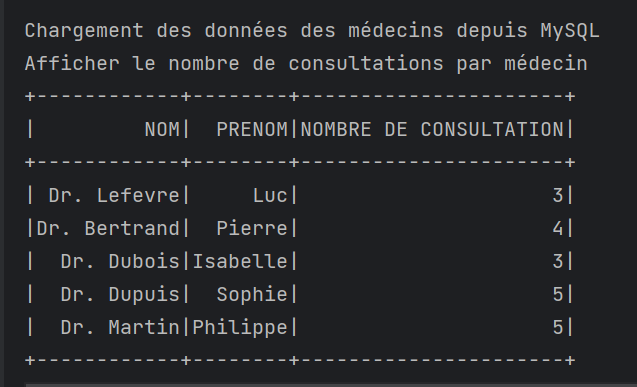 Chargement des données des médecins depuis MySQL
Afficher le nombre de consultations par médecin
+------------+--------+----------------------+
|         NOM|  PRENOM|NOMBRE DE CONSULTATION|
+------------+--------+----------------------+
| Dr. Lefevre|     Luc|                     3|
|Dr. Bertrand|  Pierre|                     4|
|  Dr. Dubois|Isabelle|                     3|
|  Dr. Dupuis|  Sophie|                     5|
|  Dr. Martin|Philippe|                     5|
+------------+--------+----------------------+